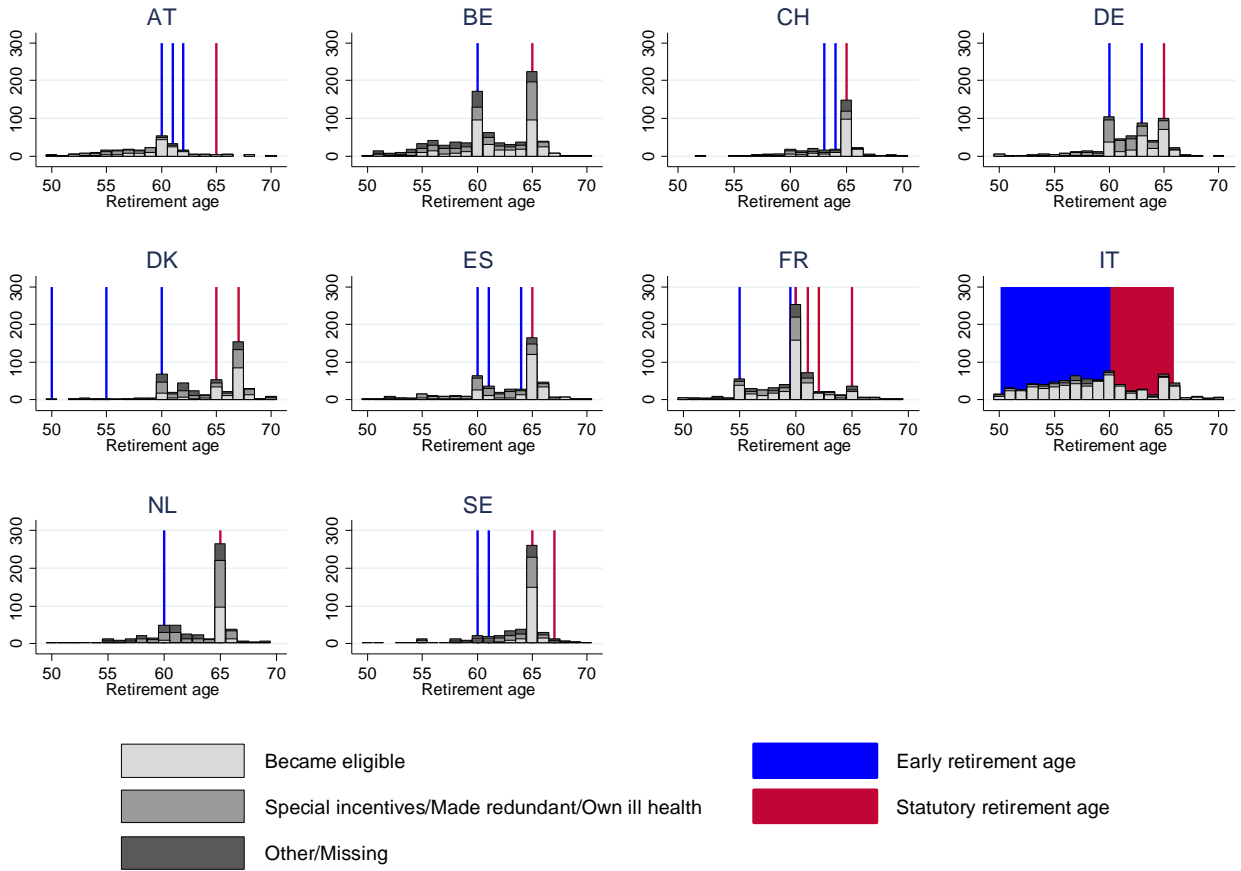 AT
BE
CH
DE
0 100 200 300
0 100 200 300
0 100 200 300
0 100 200 300
50 55 60 65 70
50 55 60 65 70
50 55 60 65 70
50 55 60 65 70
Retirement age
Retirement age
Retirement age
Retirement age
DK
ES
FR
IT
0 100 200 300
0 100 200 300
0 100 200 300
0 100 200 300
50 55 60 65 70
50 55 60 65 70
50 55 60 65 70
50 55 60 65 70
Retirement age
Retirement age
Retirement age
Retirement age
NL
SE
0 100 200 300
0 100 200 300
50 55 60 65 70
50 55 60 65 70
Retirement age
Retirement age
Became eligible
Early retirement age
Special incentives/Made redundant/Own ill health
Statutory retirement age
Other/Missing